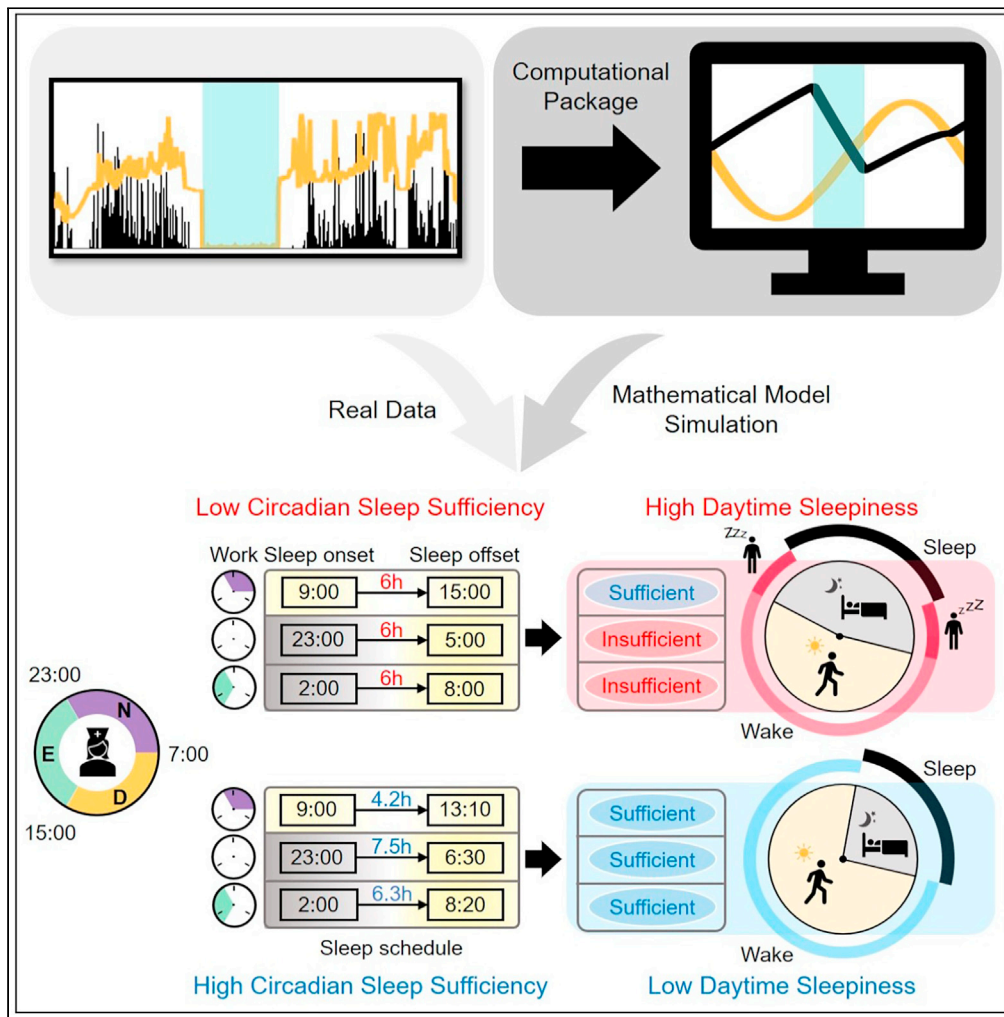 Computational
Package
Real Data
Mathematical Model
Simulation
Low Circadian Sleep Sufficiency
High Daytime Sleepiness
Work Sleep onset Sleep offset
9:00 6h 15:00
23:00 6h 5:00
2:00 6h 8:00
Sufficient
Insufficient
Insufficient
zzz
Sleep
zzz
Wake
23:00
N
E
D
7:00
15:00
9:00 4.2h 13:10
23:00 7.5h 6:30
2:00 6.3h 8:20
Sleep schedule
Sufficient
Sufficient
Sufficient
Sleep
Wake
High Circadian Sleep Sufficiency
Low Daytime Sleepiness